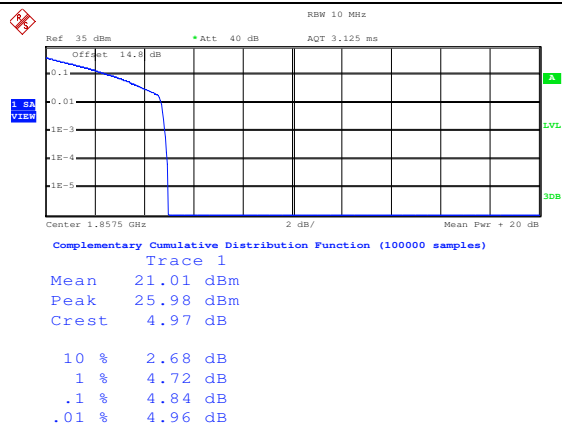 RBW 10 MHz
Ref 35 dBm * Att 40 dB AQT 3.125 ms
Offset 14.8 dB
0.1
A
0.01
1 SA
VIEW
1E-3
LVL
1E-4
1E-5
3DB
Center 1.8575 GHz 2 dB/ Mean Pwr + 20 dB
Complementary Cumulative Distribution Function (100000 samples)
Trace 1
Mean 21.01 dBm
Peak 25.98 dBm
Crest 4.97 dB
10 % 2.68 dB
1 % 4.72 dB
.1 % 4.84 dB
.01 % 4.96 dB